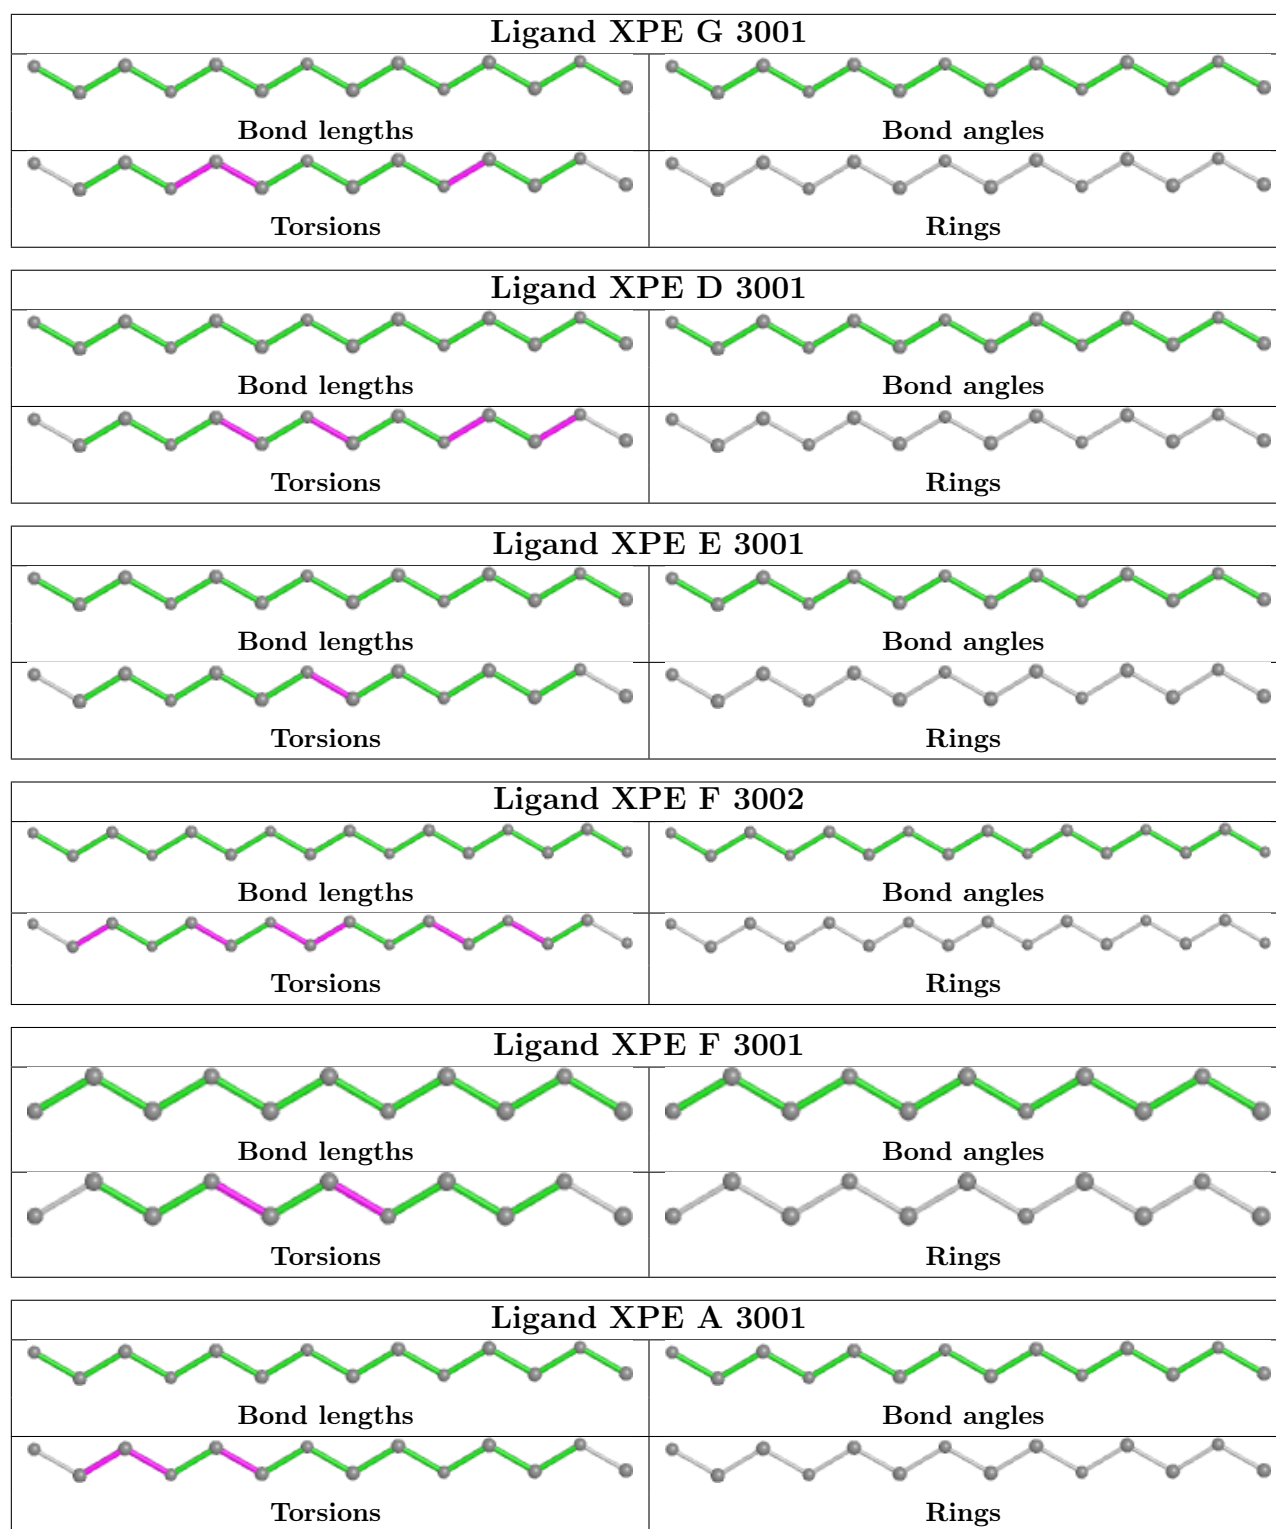 Ligand XPE G 3001
Bond lengths Bond angles
Torsions Rings
Ligand XPE D 3001
Bond lengths Bond angles
Torsions Rings
Ligand XPE E 3001
Bond lengths Bond angles
Torsions Rings
Ligand XPE F 3002
Bond lengths Bond angles
Torsions Rings
Ligand XPE F 3001
Bond lengths Bond angles
Torsions Rings
Ligand XPE A 3001
Bond lengths Bond angles
Torsions Rings